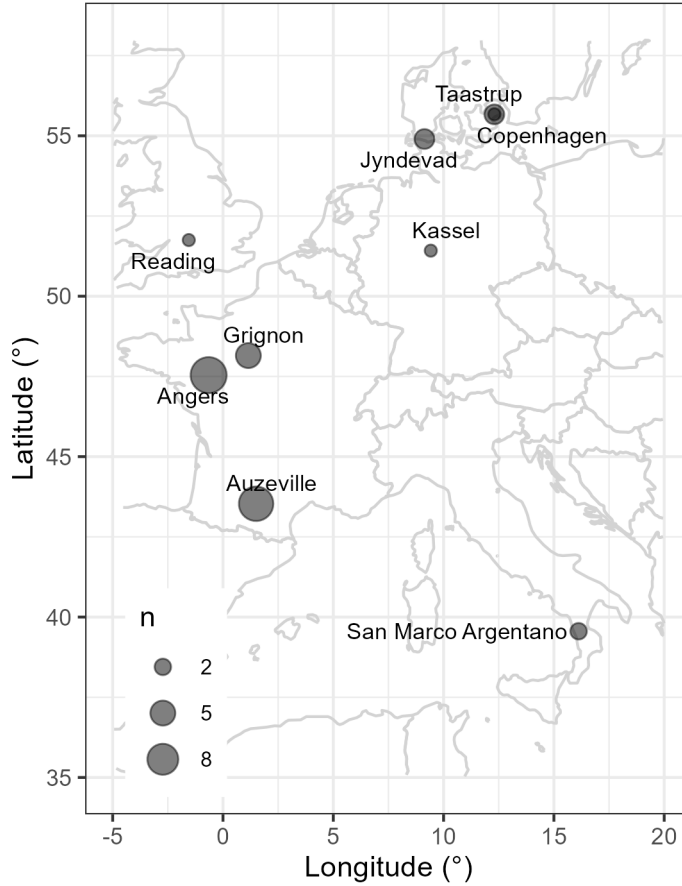 Taastrup
55
Copenhagen
Jyndevad
Kassel
Reading
50
Grignon
Angers
45
Auzeville
n
40
San Marco Argentano
2
5
8
35
-5
0
5
10
15
20
Longitude (°)
Latitude (°)